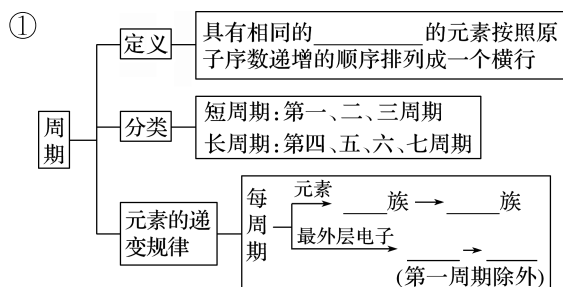 ①
定义
具有相同的__________的元素按照原
子序数递增的顺序排列成一个横行
周期
分类
短周期:第一、二、三周期
长周期:第四、五、六、七周期
元素的递
变规律
每周期
元素
____族→_____族
最外层电子
_____→_____
(第一周期除外)